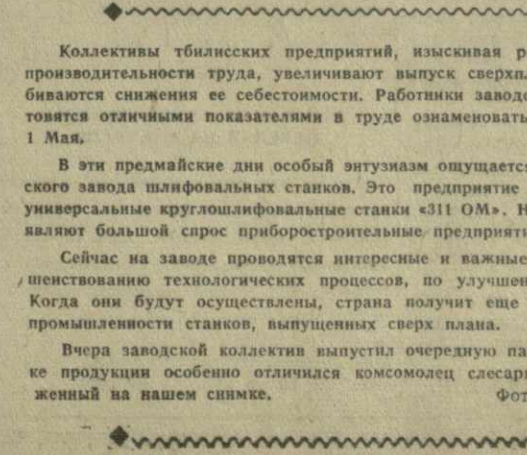 Коллективы тбилисских предприятий, изыскивая р
производительности труда, увеличивают выпуск сверхпл
биваются снижения ее себестоимости. Работники заводо
товятся отличными показателями в труде ознаменовать
1 Мая.
В эти предмайские дни особый энтузиазм ощущается
ского завода шлифовальных станков. Это предприятие
универсальные круглошлифовальные станки «311 ОМ». Н
являют большой спрос приборостроительные предприяти
Сейчас на заводе проводятся интересные и важные
шенствованию технологических процессов, по улучшен
Когда они будут осуществлены, страна получит еще
промышленности станков, выпущенных сверх плана.
Вчера заводской коллектив выпустил очередную па
ке продукции особенно отличился комсомолец слесар
женный на нашем снимке. Фот